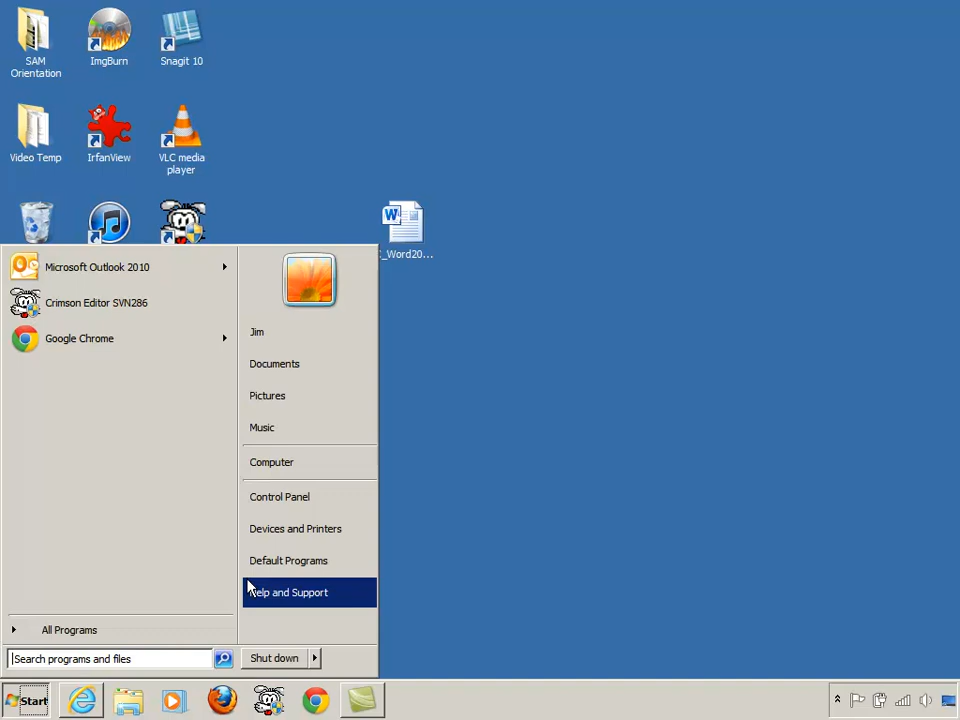 SAM
Orientation
ImgBurn
Snagit 10
Video Temp
IrfanView
VLC media
player
_Word20...
Microsoft Outlook 2010
Crimson Editor SVN286
Google Chrome
Jim
Documents
Pictures
Music
Computer
Control Panel
Devices and Printers
Default Programs
Help and Support
All Programs
Search programs and files
Shut down
Start